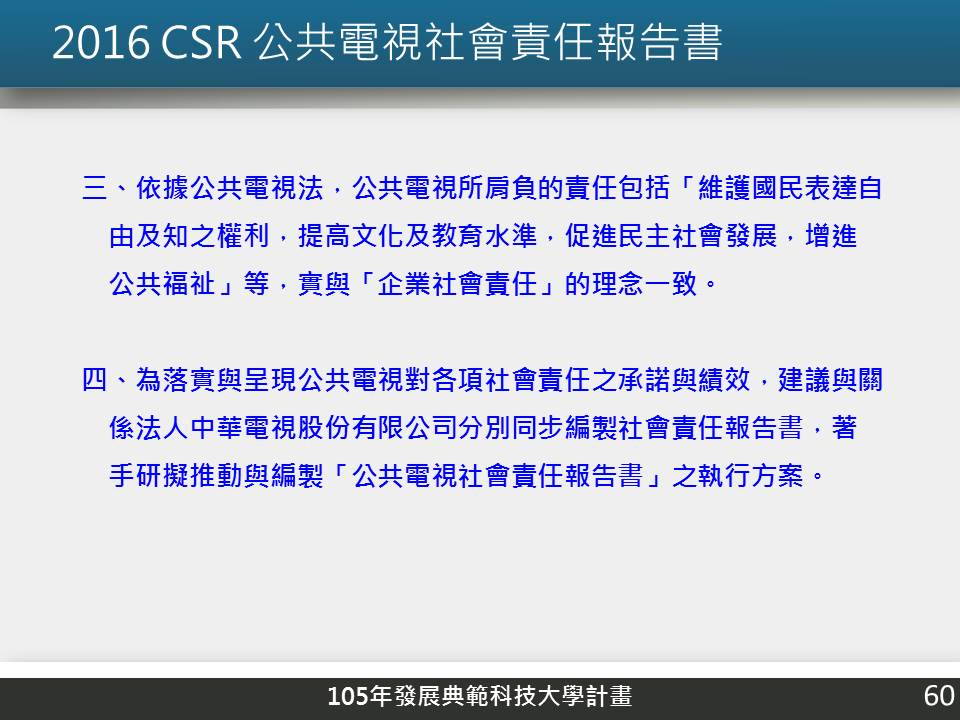 2016 CSR 公共電視社會責任報告書
三、依據公共電視法，公共電視所肩負的責任包括「維護國民表達自
由及知之權利，提高文化及教育水準，促進民主社會發展，增進
公共福祉」等，實與「企業社會責任」的理念一致。
四、為落實與呈現公共電視對各項社會責任之承諾與績效，建議與關
係法人中華電視股份有限公司分別同步編製社會責任報告書，著
手研擬推動與編製「公共電視社會責任報告書」之執行方案。
105年發展典範科技大學計畫
60